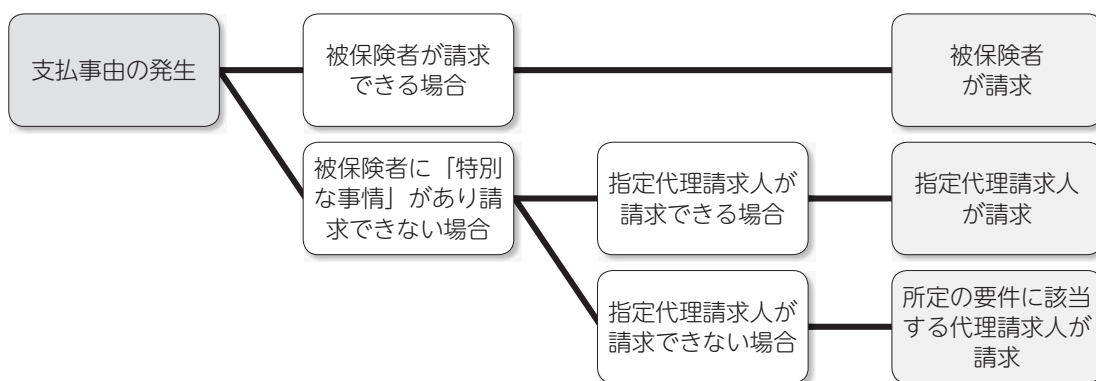 支払事由の発生
被保険者が請求
できる場合
被保険者
が請求
被保険者に「特別
な事情」があり請
求できない場合
指定代理請求人が
請求できる場合
指定代理請求人
が請求
指定代理請求人が
請求できない場合
所定の要件に該当
する代理請求人が
請求